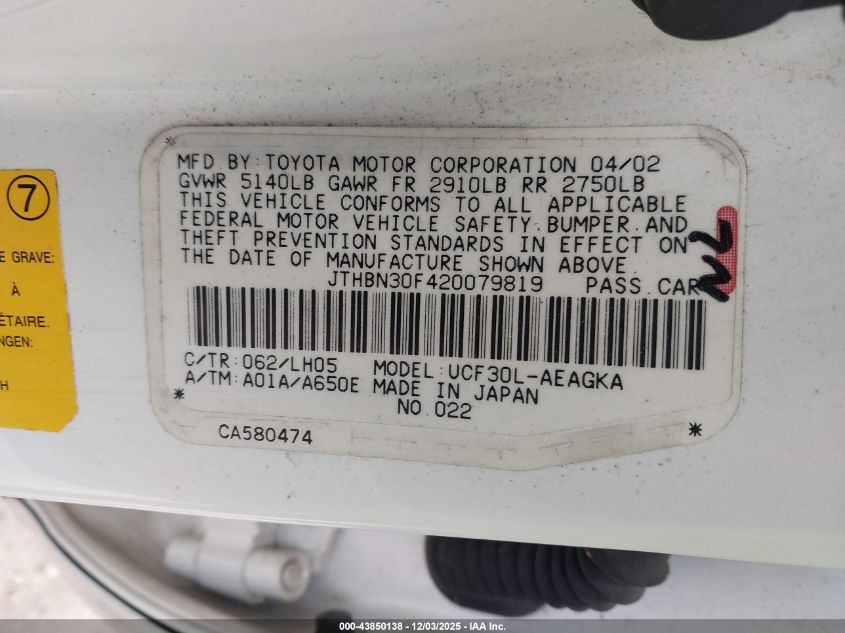 7
E GRAVE:
À
ÉTAIRE.
NGEN:
H
MFD. BY: TOYOTA MOTOR CORPORATION 04/02
GVWR 5140LB GAWR FR 2910LB RR 2750LB
THIS VEHICLE CONFORMS TO ALL APPLICABLE
FEDERAL MOTOR VEHICLE SAFETY, BUMPER, AND
THEFT PREVENTION STANDARDS IN EFFECT ON
THE DATE OF MANUFACTURE SHOWN ABOVE.
JTHBN30F420079819 PASS. CAR
NL
C/TR: 062/LH05 MODEL: UCF30L-AEAGKA
A/TM: A01A/A650E MADE IN JAPAN
NO. 022
* *
CA580474
000-43850138 - 12/03/2025 - IAA Inc.